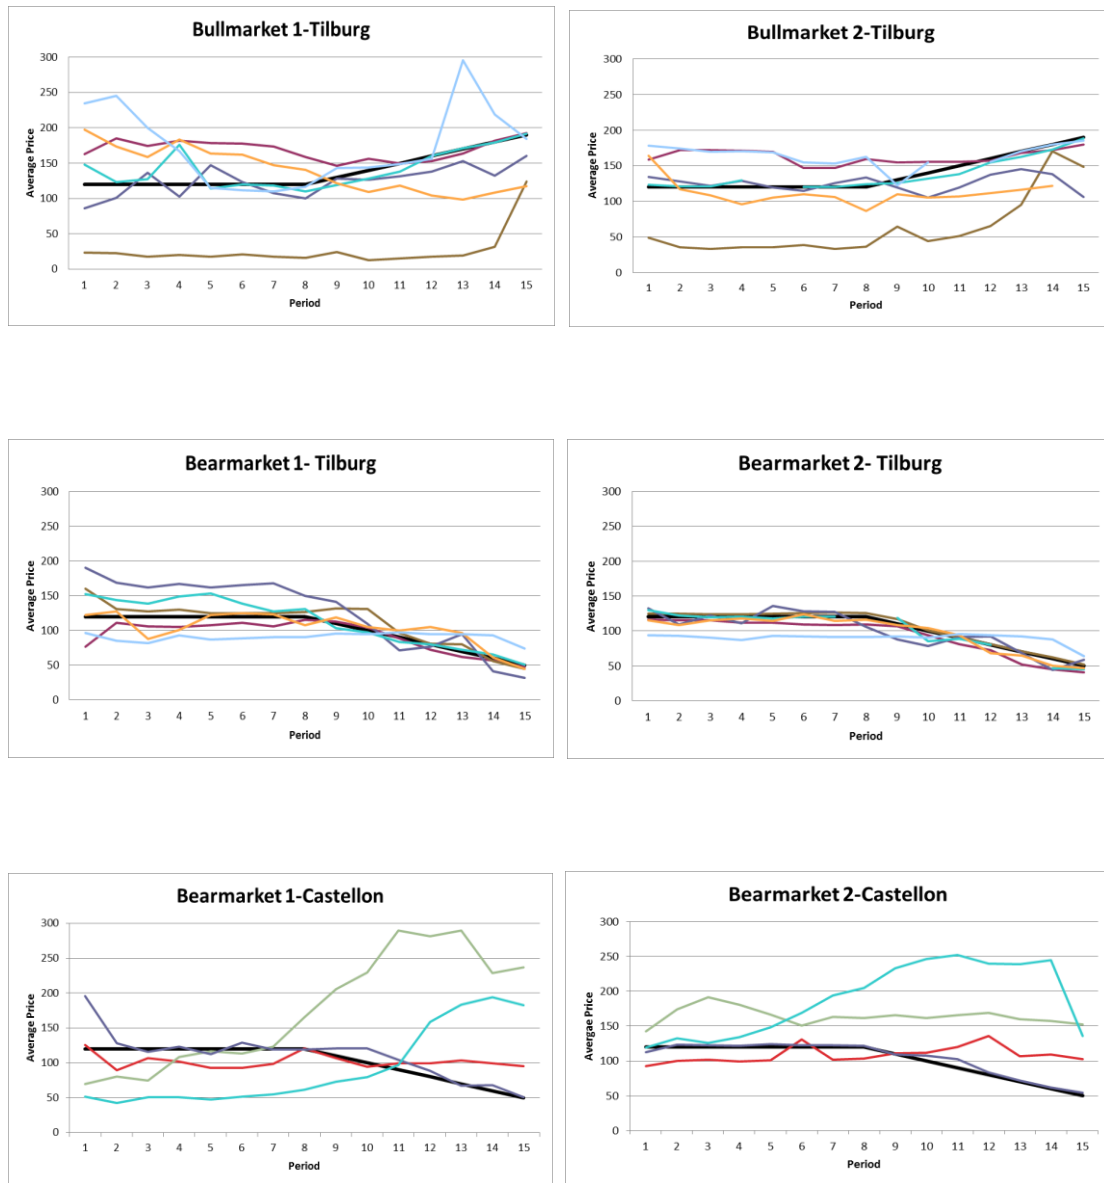 Bullmarket 1-Tilburg
Average Price
300
250
200
150
100
50
0
1 2 3 4 5 6 7 8 9 10 11 12 13 14 15
Period
Bullmarket 2-Tilburg
Average Price
300
250
200
150
100
50
0
1 2 3 4 5 6 7 8 9 10 11 12 13 14 15
Period
Bearmarket 1- Tilburg
Average Price
300
250
200
150
100
50
0
1 2 3 4 5 6 7 8 9 10 11 12 13 14 15
Period
Bearmarket 2- Tilburg
Average Price
300
250
200
150
100
50
0
1 2 3 4 5 6 7 8 9 10 11 12 13 14 15
Period
Bearmarket 1-Castellon
Average Price
300
250
200
150
100
50
0
1 2 3 4 5 6 7 8 9 10 11 12 13 14 15
Period
Bearmarket 2-Castellon
Avergae Price
300
250
200
150
100
50
0
1 2 3 4 5 6 7 8 9 10 11 12 13 14 15
Period